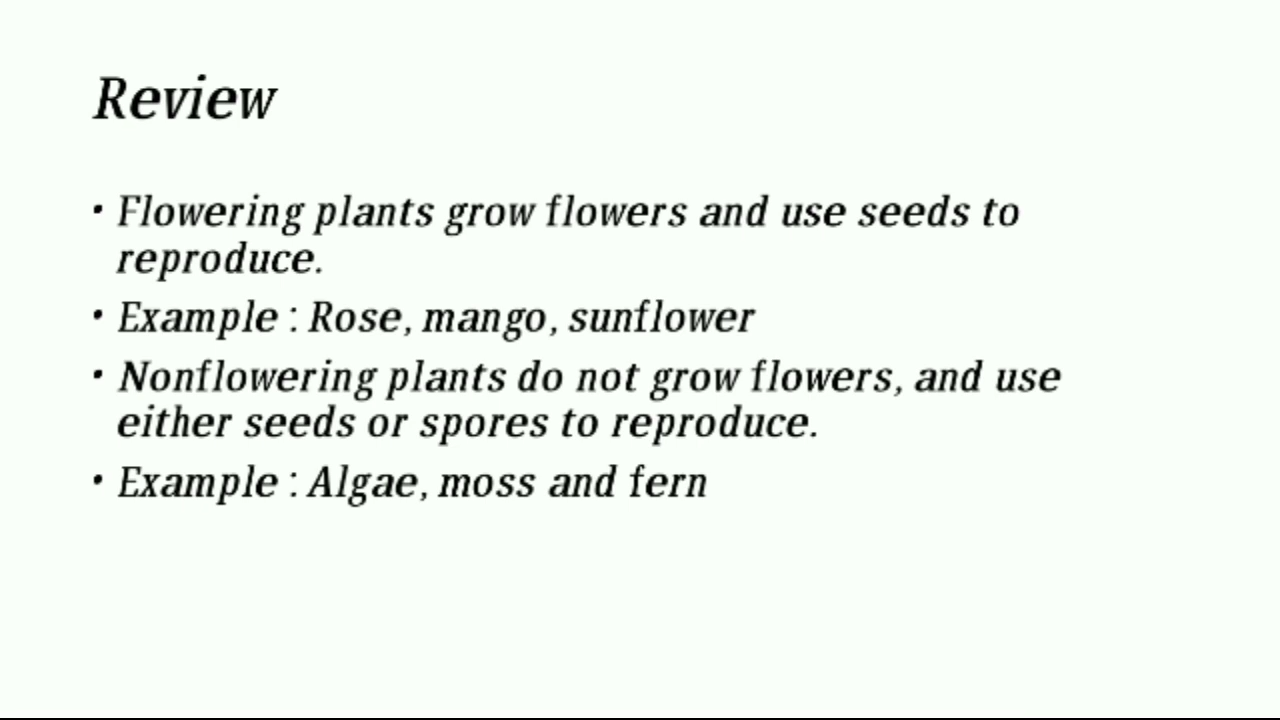 Review
• Flowering plants grow flowers and use seeds to
reproduce.
• Example : Rose, mango, sunflower
• Nonflowering plants do not grow flowers, and use
either seeds or spores to reproduce.
• Example : Algae, moss and fern